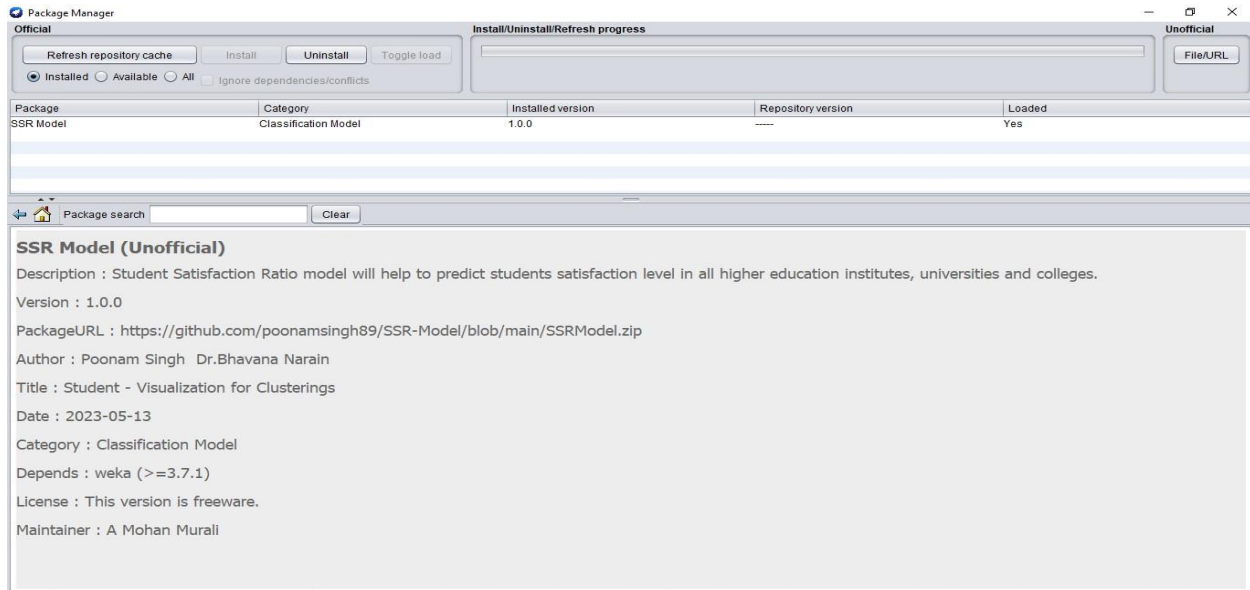 Package Manager
Official
Install/Uninstall/Refresh progress
Unofficial
Refresh repository cache
Install
Uninstall
Toggle load
File/URL
Installed
Available
All
Ignore dependencies/conflicts
Package Category Installed version Repository version Loaded
SSR Model Classification Model 1.0.0 ----- Yes
Package search
Clear
SSR Model (Unofficial)
Description : Student Satisfaction Ratio model will help to predict students satisfaction level in all higher education institutes, universities and colleges.
Version : 1.0.0
PackageURL : https://github.com/poonamsingh89/SSR-Model/blob/main/SSRModel.zip
Author : Poonam Singh  Dr.Bhavana Narain
Title : Student - Visualization for Clusterings
Date : 2023-05-13
Category : Classification Model
Depends : weka (>=3.7.1)
License : This version is freeware.
Maintainer : A Mohan Murali